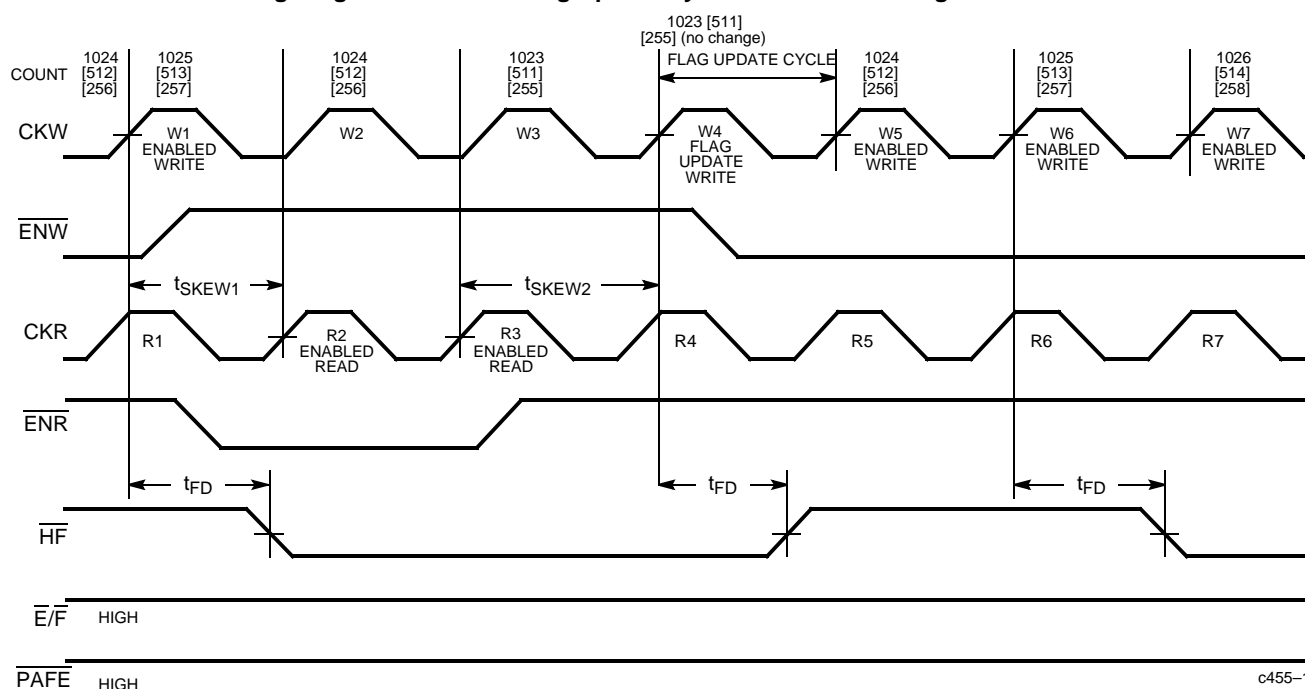 1023 [511]
[255] (no change)
FLAG UPDATE CYCLE
COUNT
1024
[512]
[256]
1025
[513]
[257]
1024
[512]
[256]
1023
[511]
[255]
1024
[512]
[256]
1025
[513]
[257]
1026
[514]
[258]
CKW
W1
ENABLED
WRITE
W2
W3
W4
FLAG
UPDATE
WRITE
W5
ENABLED
WRITE
W6
ENABLED
WRITE
W7
ENABLED
WRITE
ENW
tSKEW1
tSKEW2
CKR
R1
R2
ENABLED
READ
R3
ENABLED
READ
R4
R5
R6
R7
ENR
tFD
tFD
tFD
HF
E/F
HIGH
PAFE
HIGH
c455–1